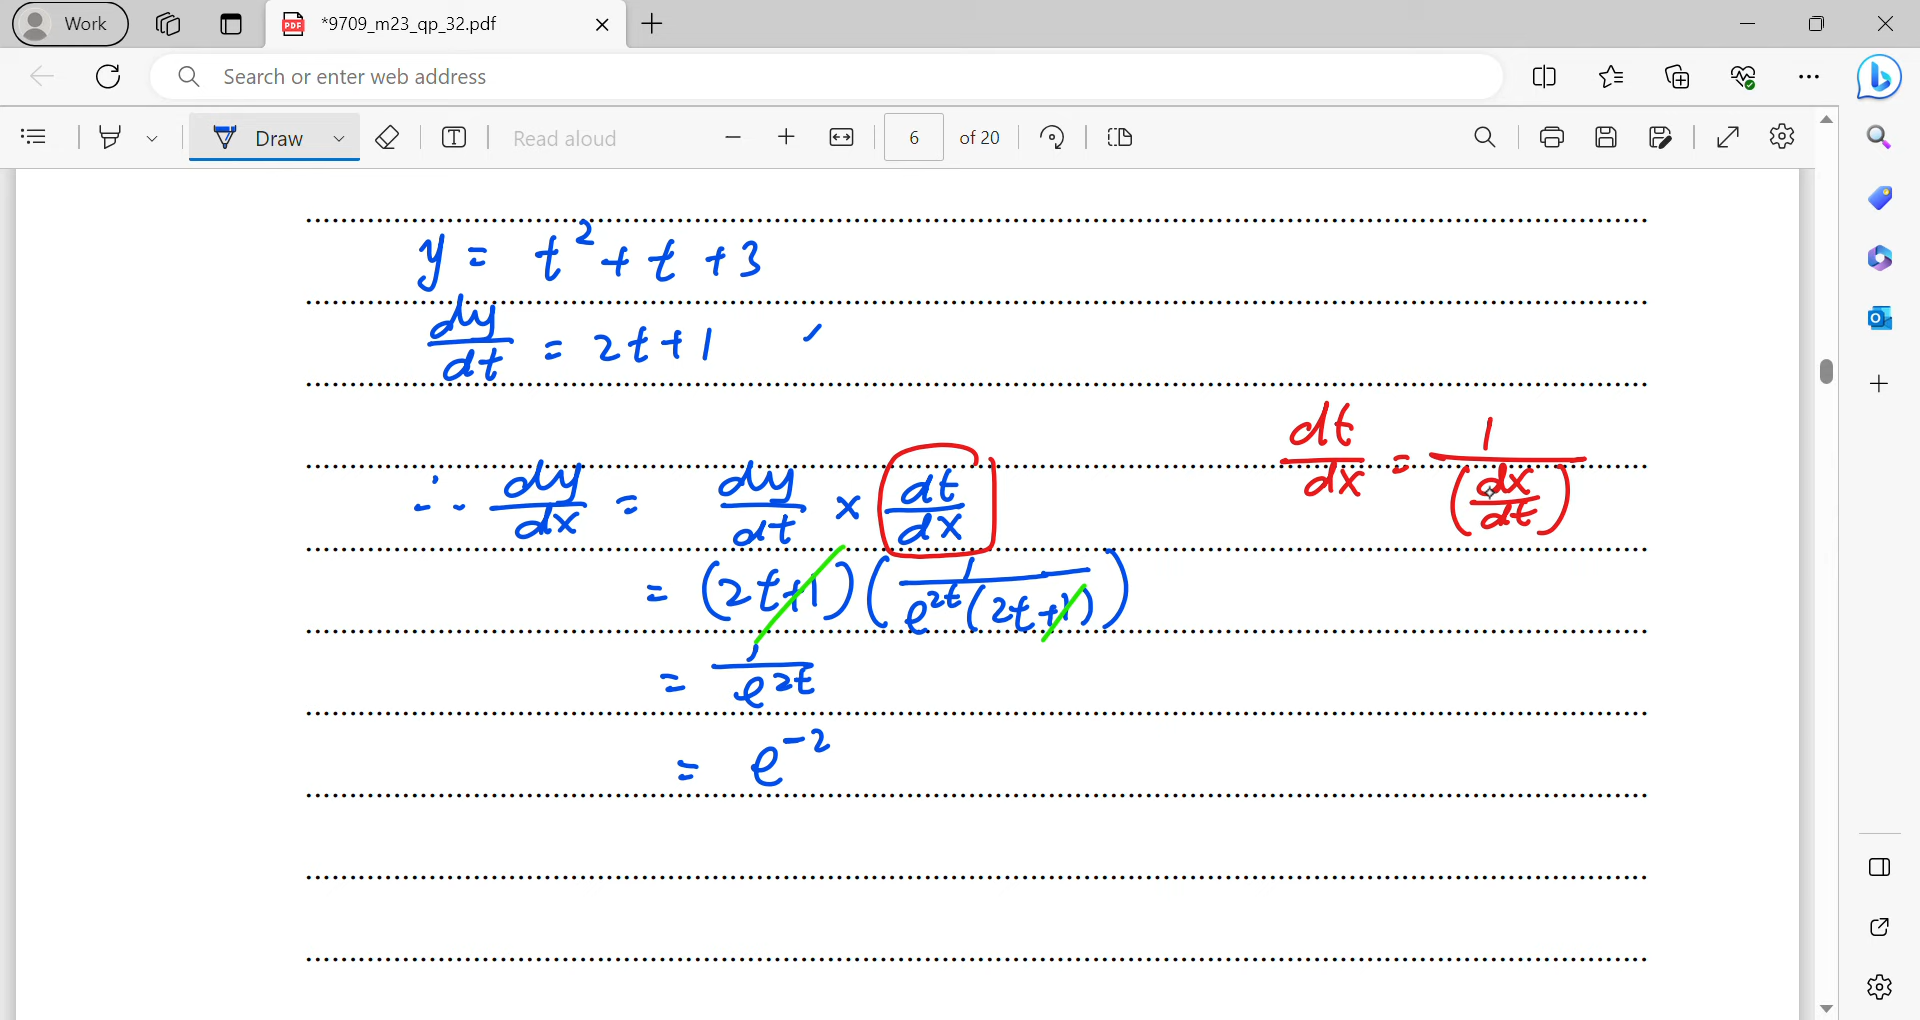 Work
*9709_m23_qp_32.pdf
Search or enter web address
Draw
Read aloud
6 of 20
y = t² + t + 3
dy/dt = 2t + 1
dt/dx = 1/(dx/dt)
∴ dy/dx = dy/dt × dt/dx
= (2t+1)(1/e^2t(2t+1))
= 1/e^2t
= e^-2